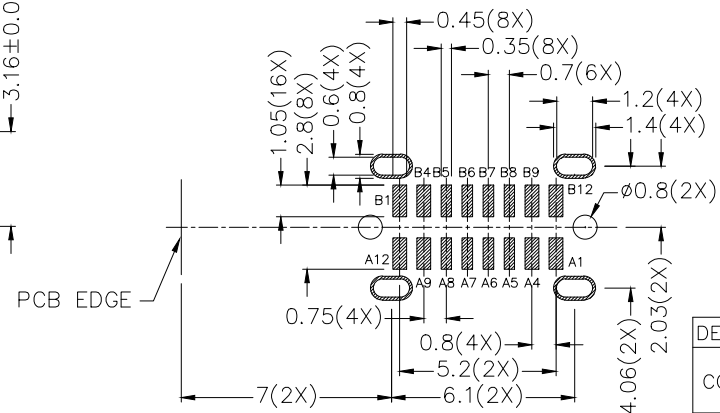 3.16±0.0
0.45(8X)
0.35(8X)
0.7(6X)
1.05(16X)
2.8(8X)
0.6(4X)
0.8(4X)
1.2(4X)
1.4(4X)
B1
B4
B5
B6
B7
B8
B9
B12
ø0.8(2X)
A12
A9
A8
A7
A6
A5
A4
A1
PCB EDGE
0.75(4X)
0.8(4X)
5.2(2X)
7(2X)
6.1(2X)
4.06(2X)
2.03(2X)
DE
CO